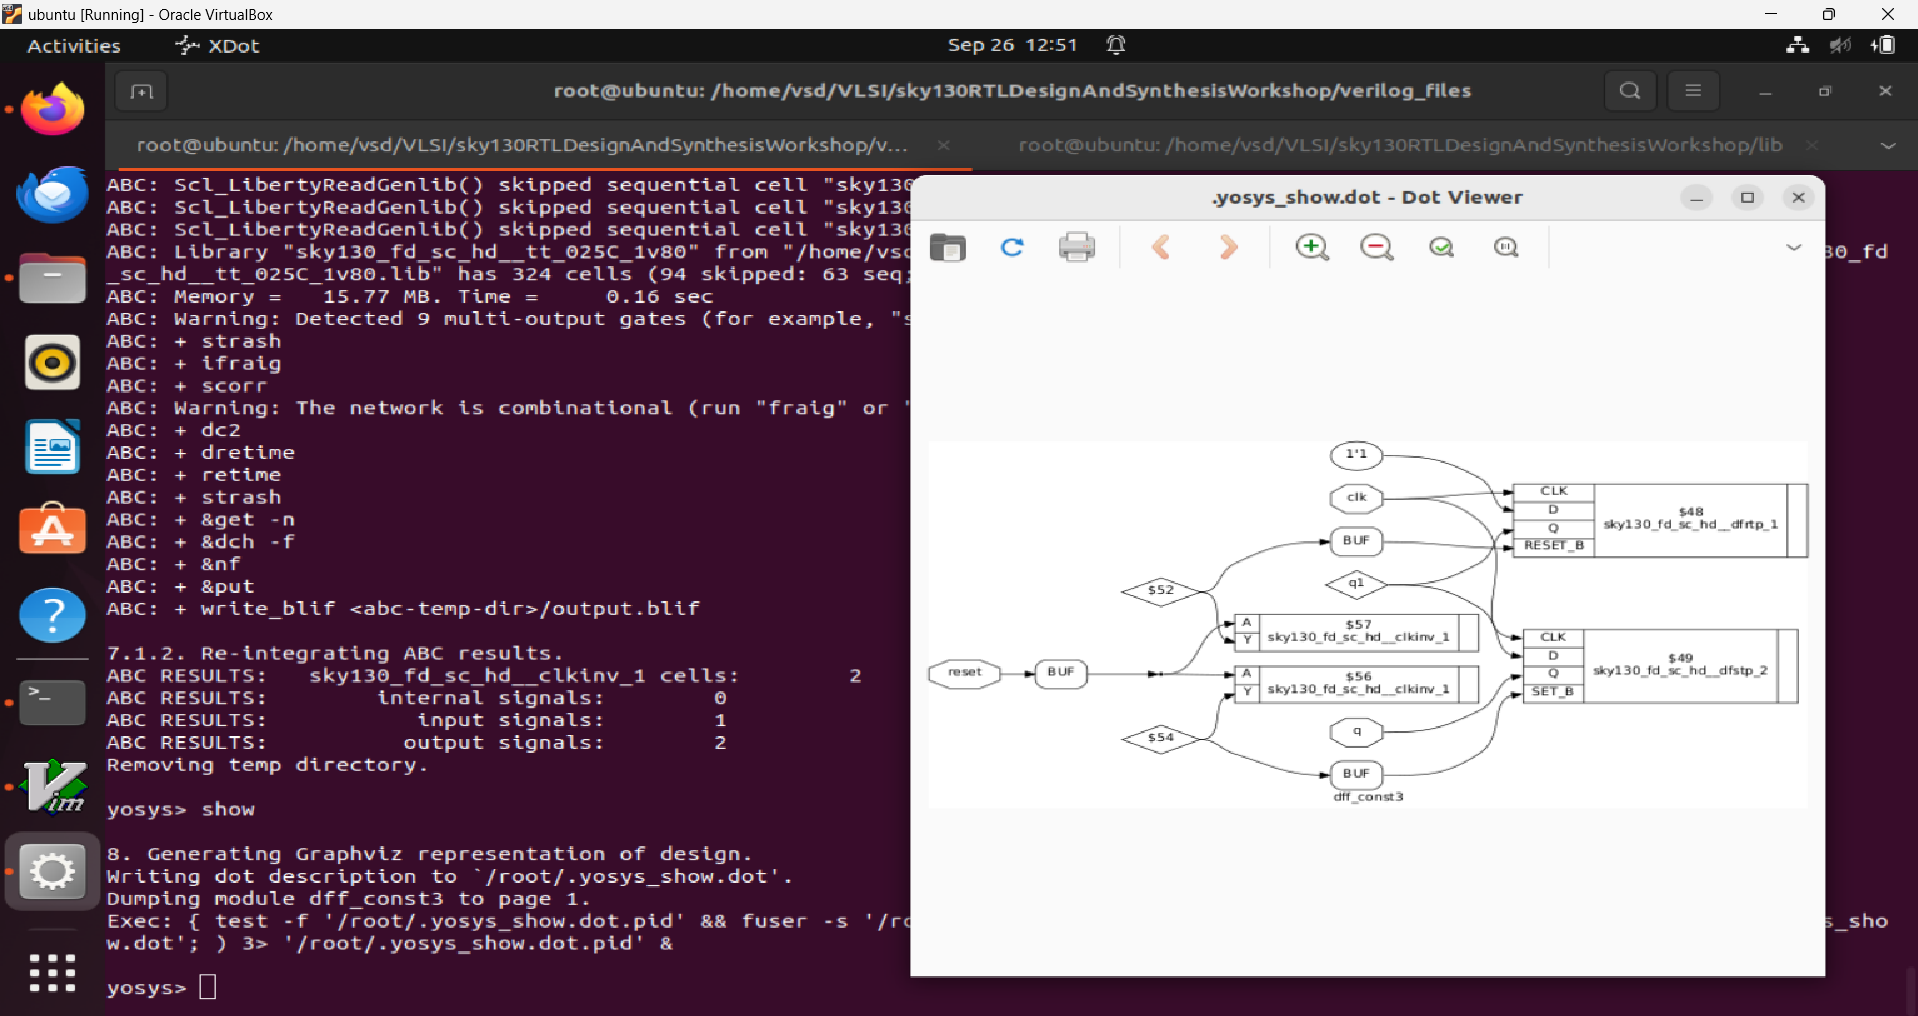 ubuntu [Running] - Oracle VirtualBox
Activities
XDot
Sep 26 12:51
root@ubuntu: /home/vsd/VLSI/sky130RTLDesignAndSynthesisWorkshop/verilog_files
root@ubuntu: /home/vsd/VLSI/sky130RTLDesignAndSynthesisWorkshop/v...
root@ubuntu: /home/vsd/VLSI/sky130RTLDesignAndSynthesisWorkshop/lib
ABC: Scl_LibertyReadGenlib() skipped sequential cell "sky130
ABC: Scl_LibertyReadGenlib() skipped sequential cell "sky130
ABC: Scl_LibertyReadGenlib() skipped sequential cell "sky130
ABC: Library "sky130_fd_sc_hd__tt_025C_1v80" from "/home/vsd
30_fd
_sc_hd__tt_025C_1v80.lib" has 324 cells (94 skipped: 63 seq;
ABC: Memory = 15.77 MB. Time = 0.16 sec
ABC: Warning: Detected 9 multi-output gates (for example, "s
ABC: + strash
ABC: + ifraig
ABC: + scorr
ABC: Warning: The network is combinational (run "fraig" or "
ABC: + dc2
ABC: + dretime
ABC: + retime
ABC: + strash
ABC: + &get -n
ABC: + &dch -f
ABC: + &nf
ABC: + &put
ABC: + write_blif <abc-temp-dir>/output.blif
7.1.2. Re-integrating ABC results.
ABC RESULTS: sky130_fd_sc_hd__clkinv_1 cells: 2
ABC RESULTS: internal signals: 0
ABC RESULTS: input signals: 1
ABC RESULTS: output signals: 2
Removing temp directory.
yosys> show
8. Generating Graphviz representation of design.
Writing dot description to `/root/.yosys_show.dot'.
Dumping module dff_const3 to page 1.
Exec: { test -f '/root/.yosys_show.dot.pid' && fuser -s '/ro
s_sho
w.dot'; ) 3> '/root/.yosys_show.dot.pid' &
yosys>
.yosys_show.dot - Dot Viewer
1'1
clk
BUF
q1
$52
CLK
D
Q
RESET_B
$48
sky130_fd_sc_hd__dfrtp_1
A
Y
$57
sky130_fd_sc_hd__clkinv_1
reset
BUF
A
Y
$56
sky130_fd_sc_hd__clkinv_1
CLK
D
Q
SET_B
$49
sky130_fd_sc_hd__dfstp_2
$54
q
BUF
dff_const3